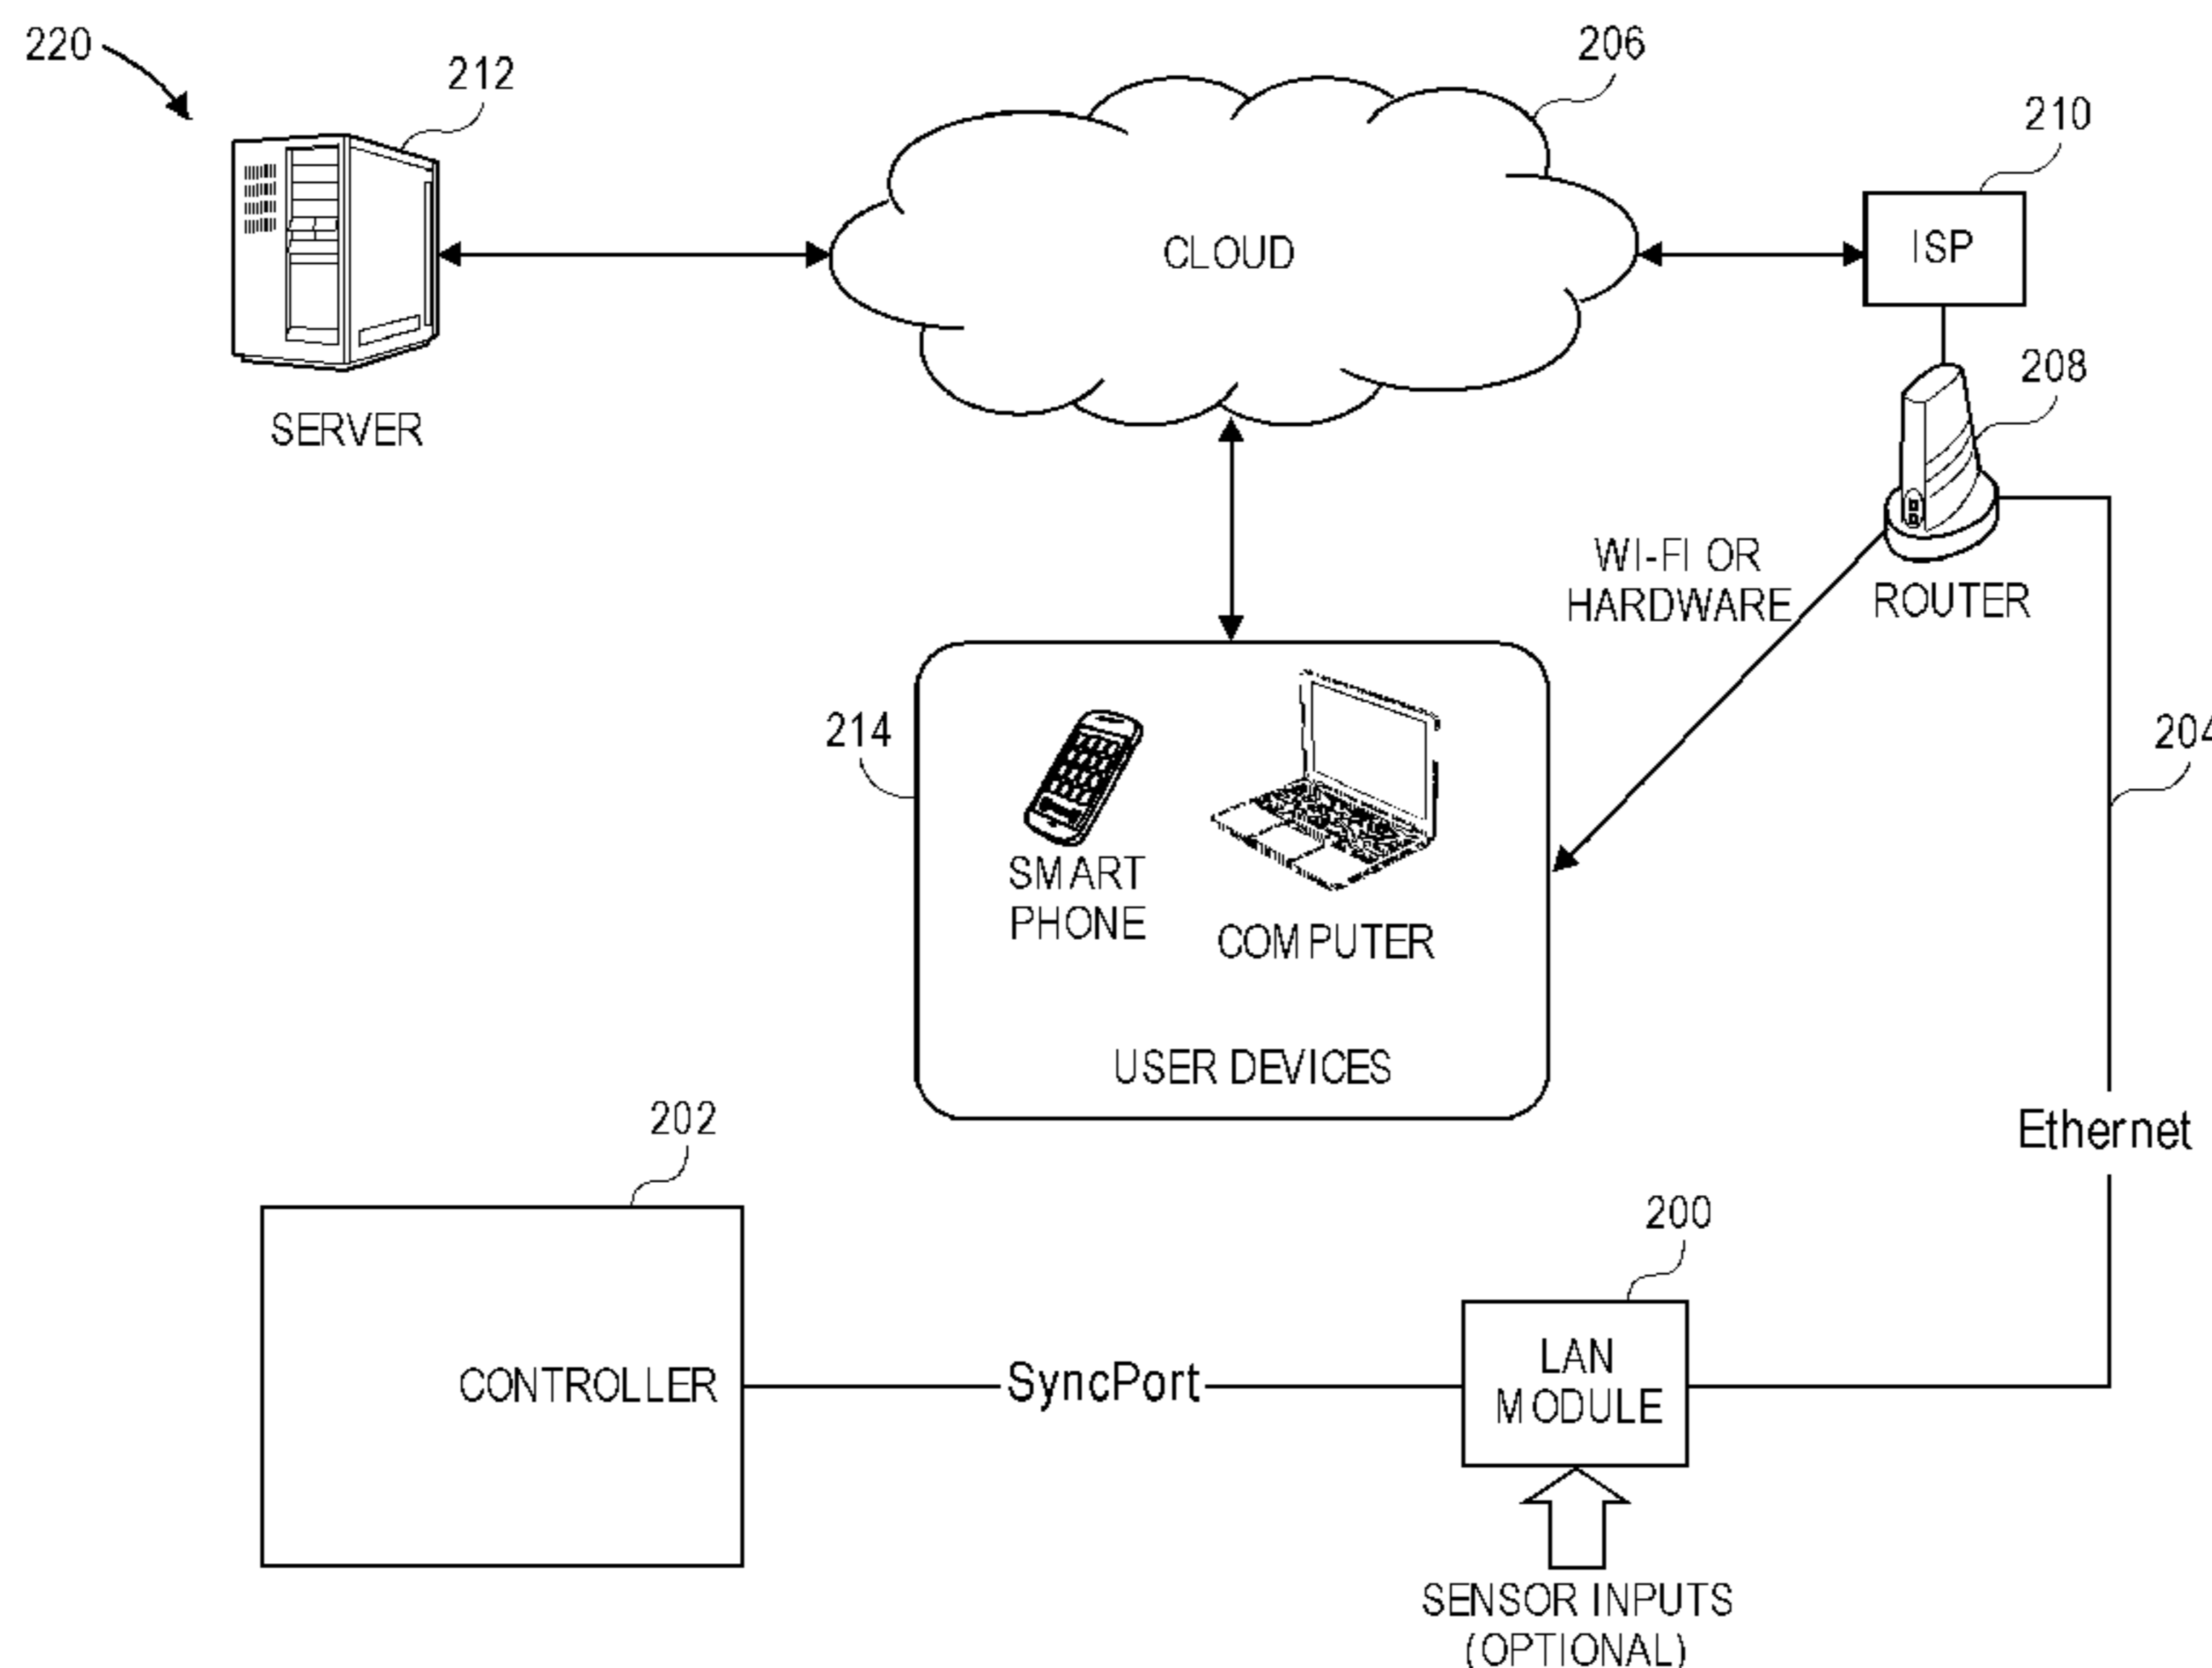 220
212
206
210
CLOUD
ISP
208
SERVER
WI-FI OR
HARDWARE
ROUTER
214
204
SMART
PHONE
COMPUTER
USER DEVICES
202
Ethernet
200
CONTROLLER
SyncPort
LAN
MODULE
SENSOR INPUTS
(OPTIONAL)